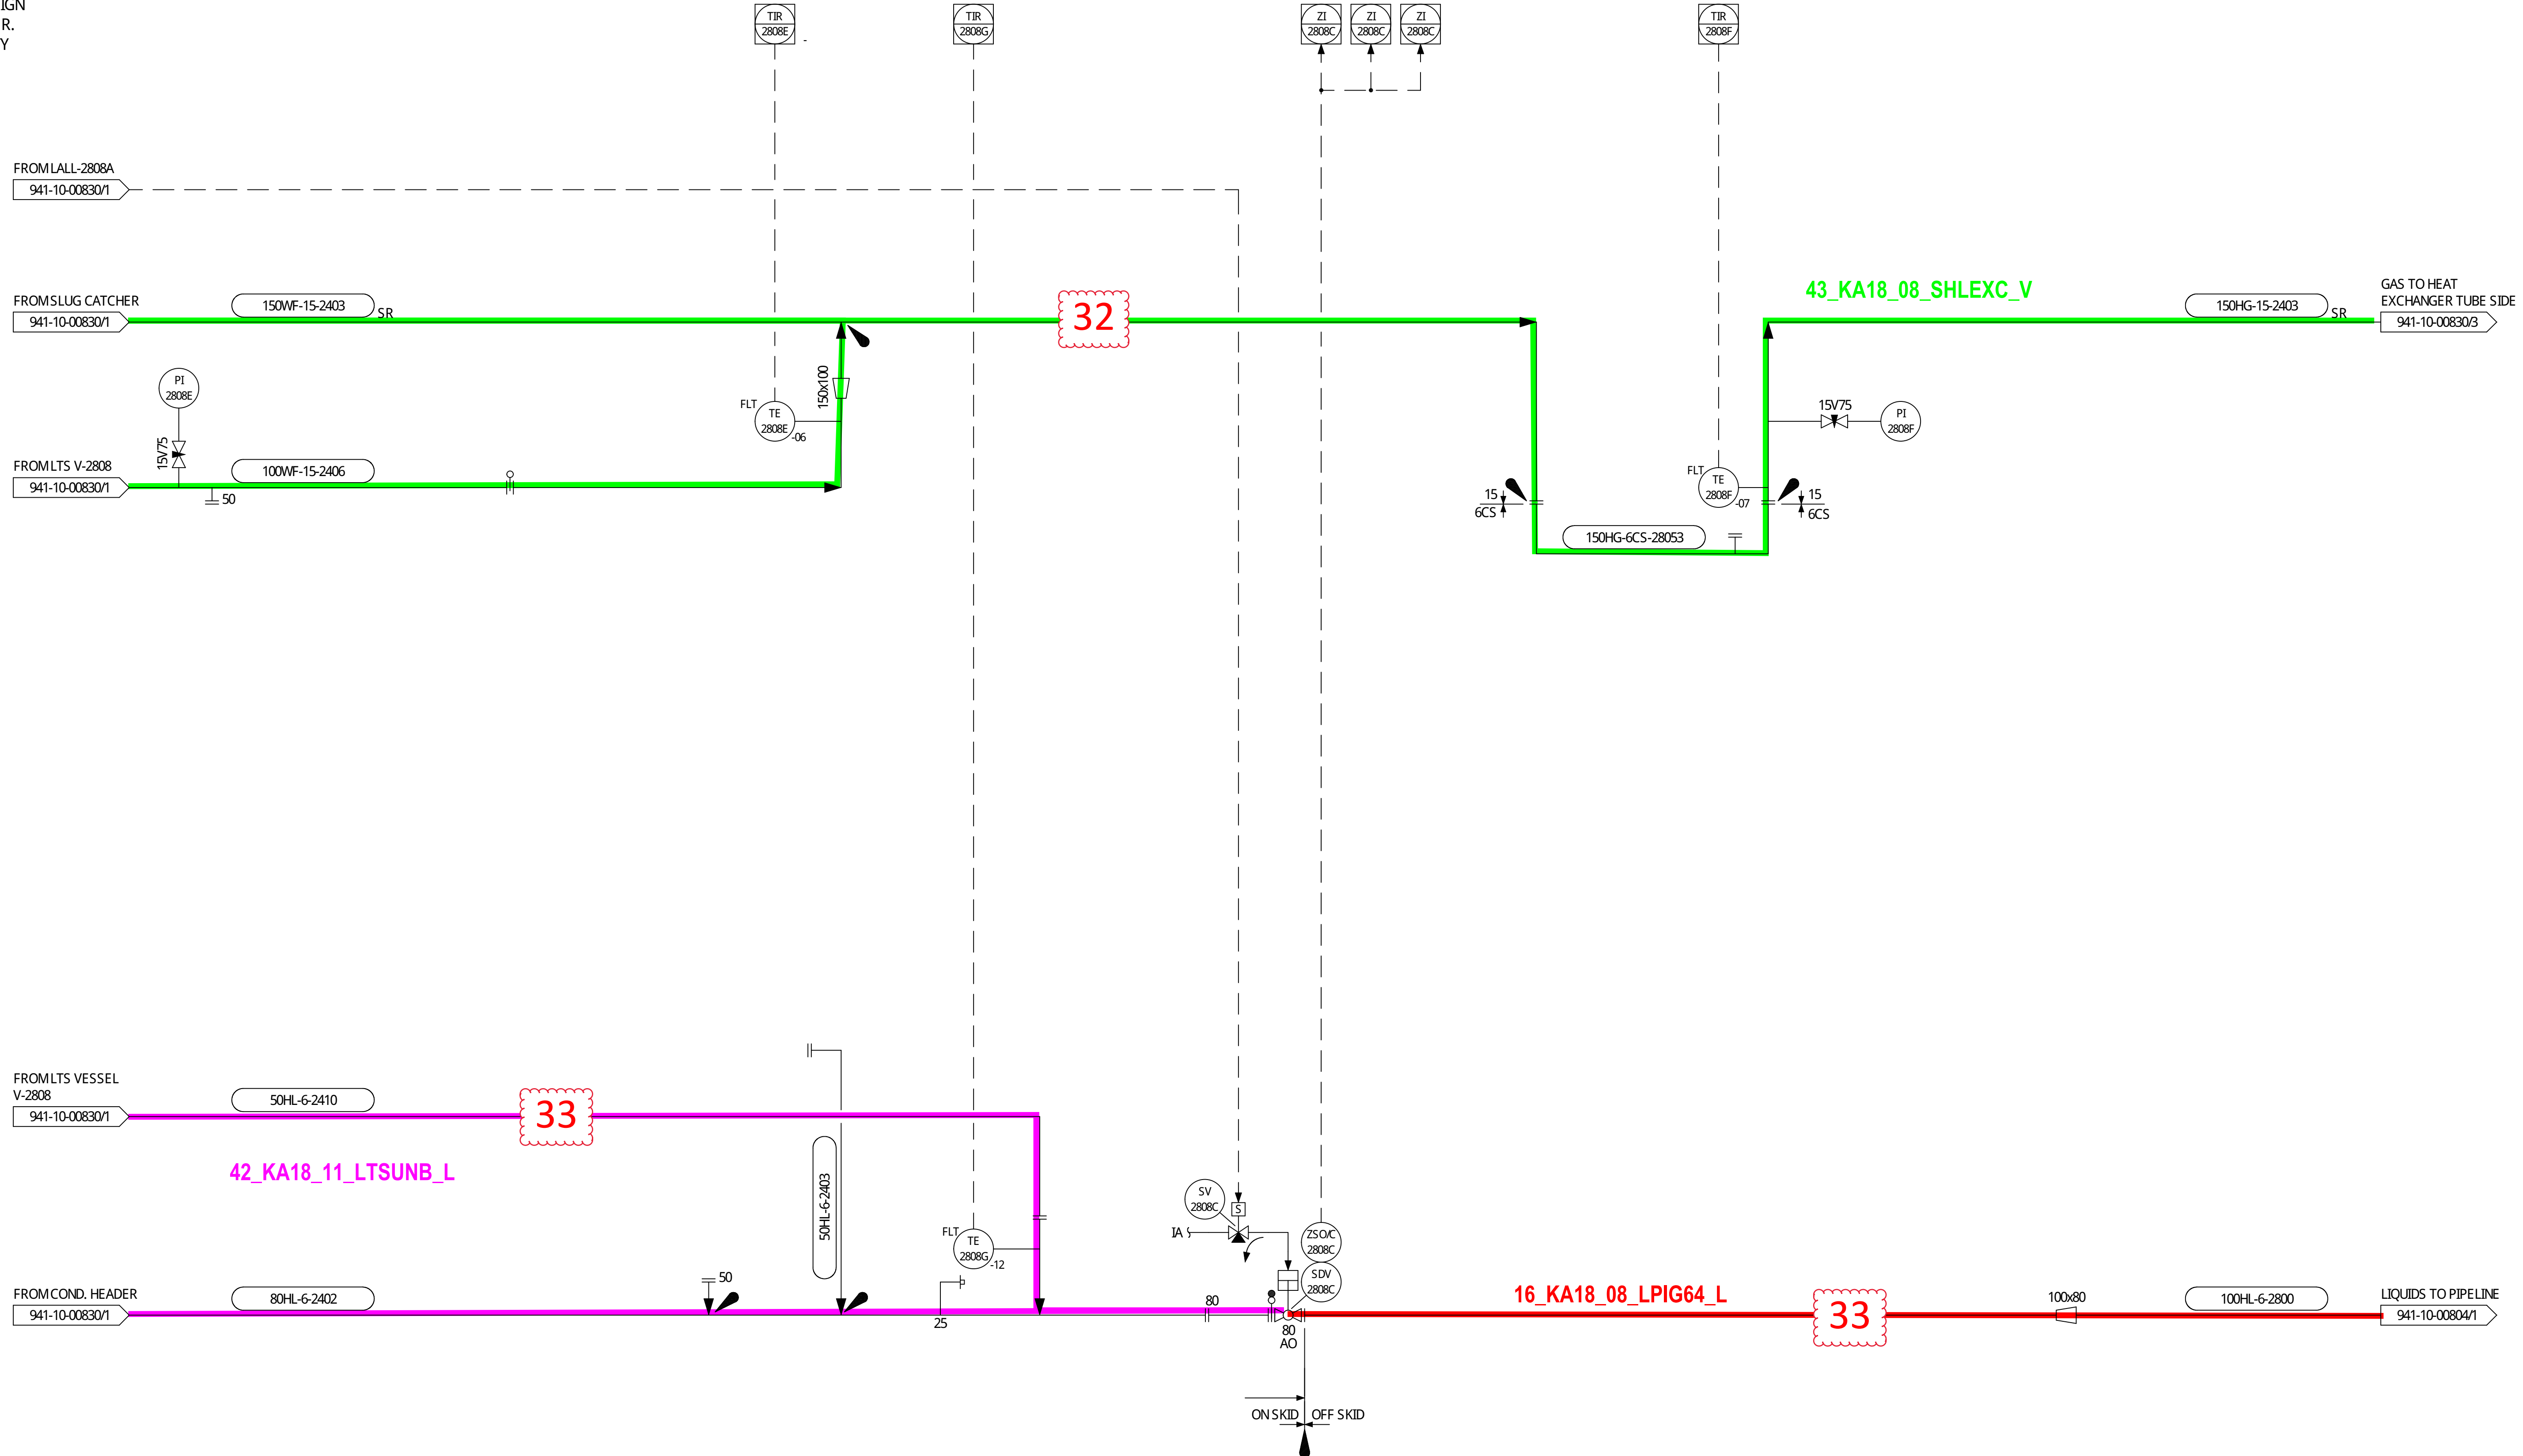 IGN
R.
Y
TIR
2808E
-
TIR
2808G
ZI
2808C
ZI
2808C
ZI
2808C
TIR
2808F
FROM LALL-2808A
941-10-00830/1
FROM SLUG CATCHER
941-10-00830/1
150WF-15-2403
SR
32
43_KA18_08_SHLEXC_V
150HG-15-2403
SR
GAS TO HEAT
EXCHANGER TUBE SIDE
941-10-00830/3
PI
2808E
15V75
FLT
TE
2808E
-06
150x100
15V75
PI
2808F
FROM LTS V-2808
941-10-00830/1
100WF-15-2406
50
15
6CS
FLT
TE
2808F
-07
15
6CS
150HG-6CS-28053
FROM LTS VESSEL
V-2808
941-10-00830/1
50HL-6-2410
33
42_KA18_11_LTSUNB_L
50HL-6-2403
FLT
TE
2808G
-12
SV
2808C
S
IA
ZSO/C
2808C
SDV
2808C
FROM COND. HEADER
941-10-00830/1
80HL-6-2402
50
25
80
80
AO
16_KA18_08_LPIG64_L
33
100x80
100HL-6-2800
LIQUIDS TO PIPELINE
941-10-00804/1
ON SKID
OFF SKID